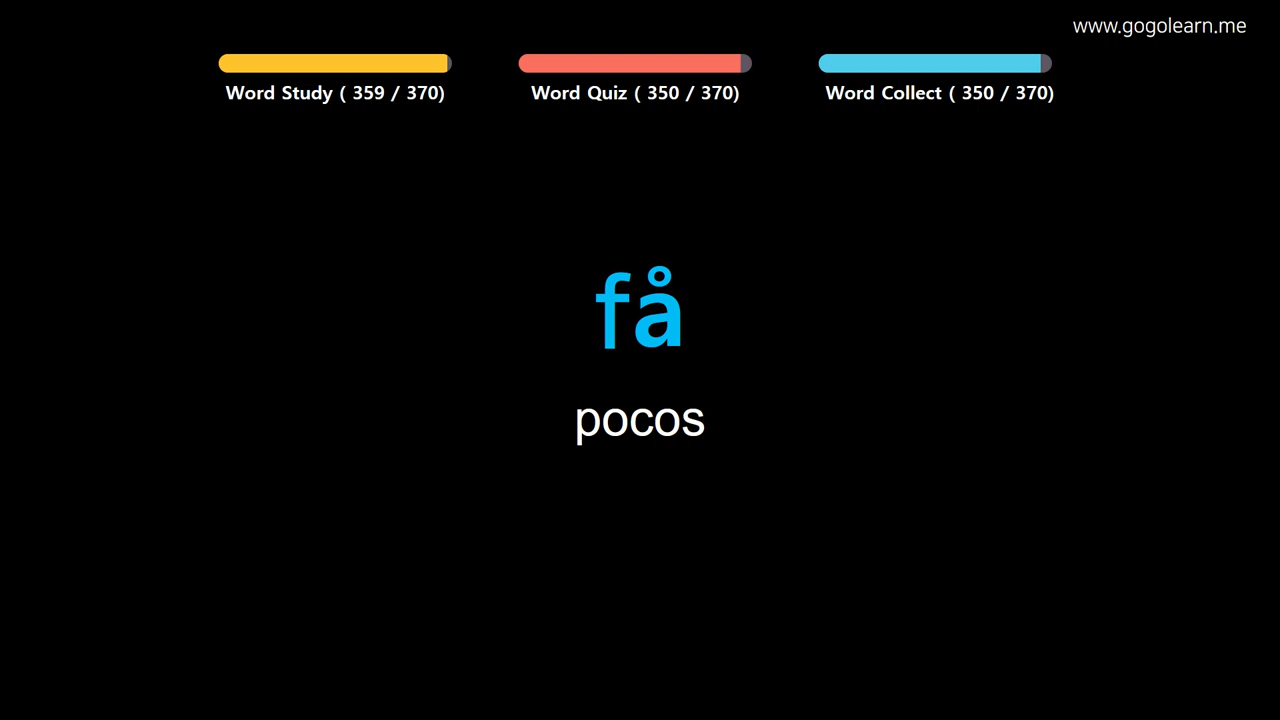 www.gogolearn.me
Word Study ( 359 / 370)
Word Quiz ( 350 / 370)
Word Collect ( 350 / 370)
få
pocos